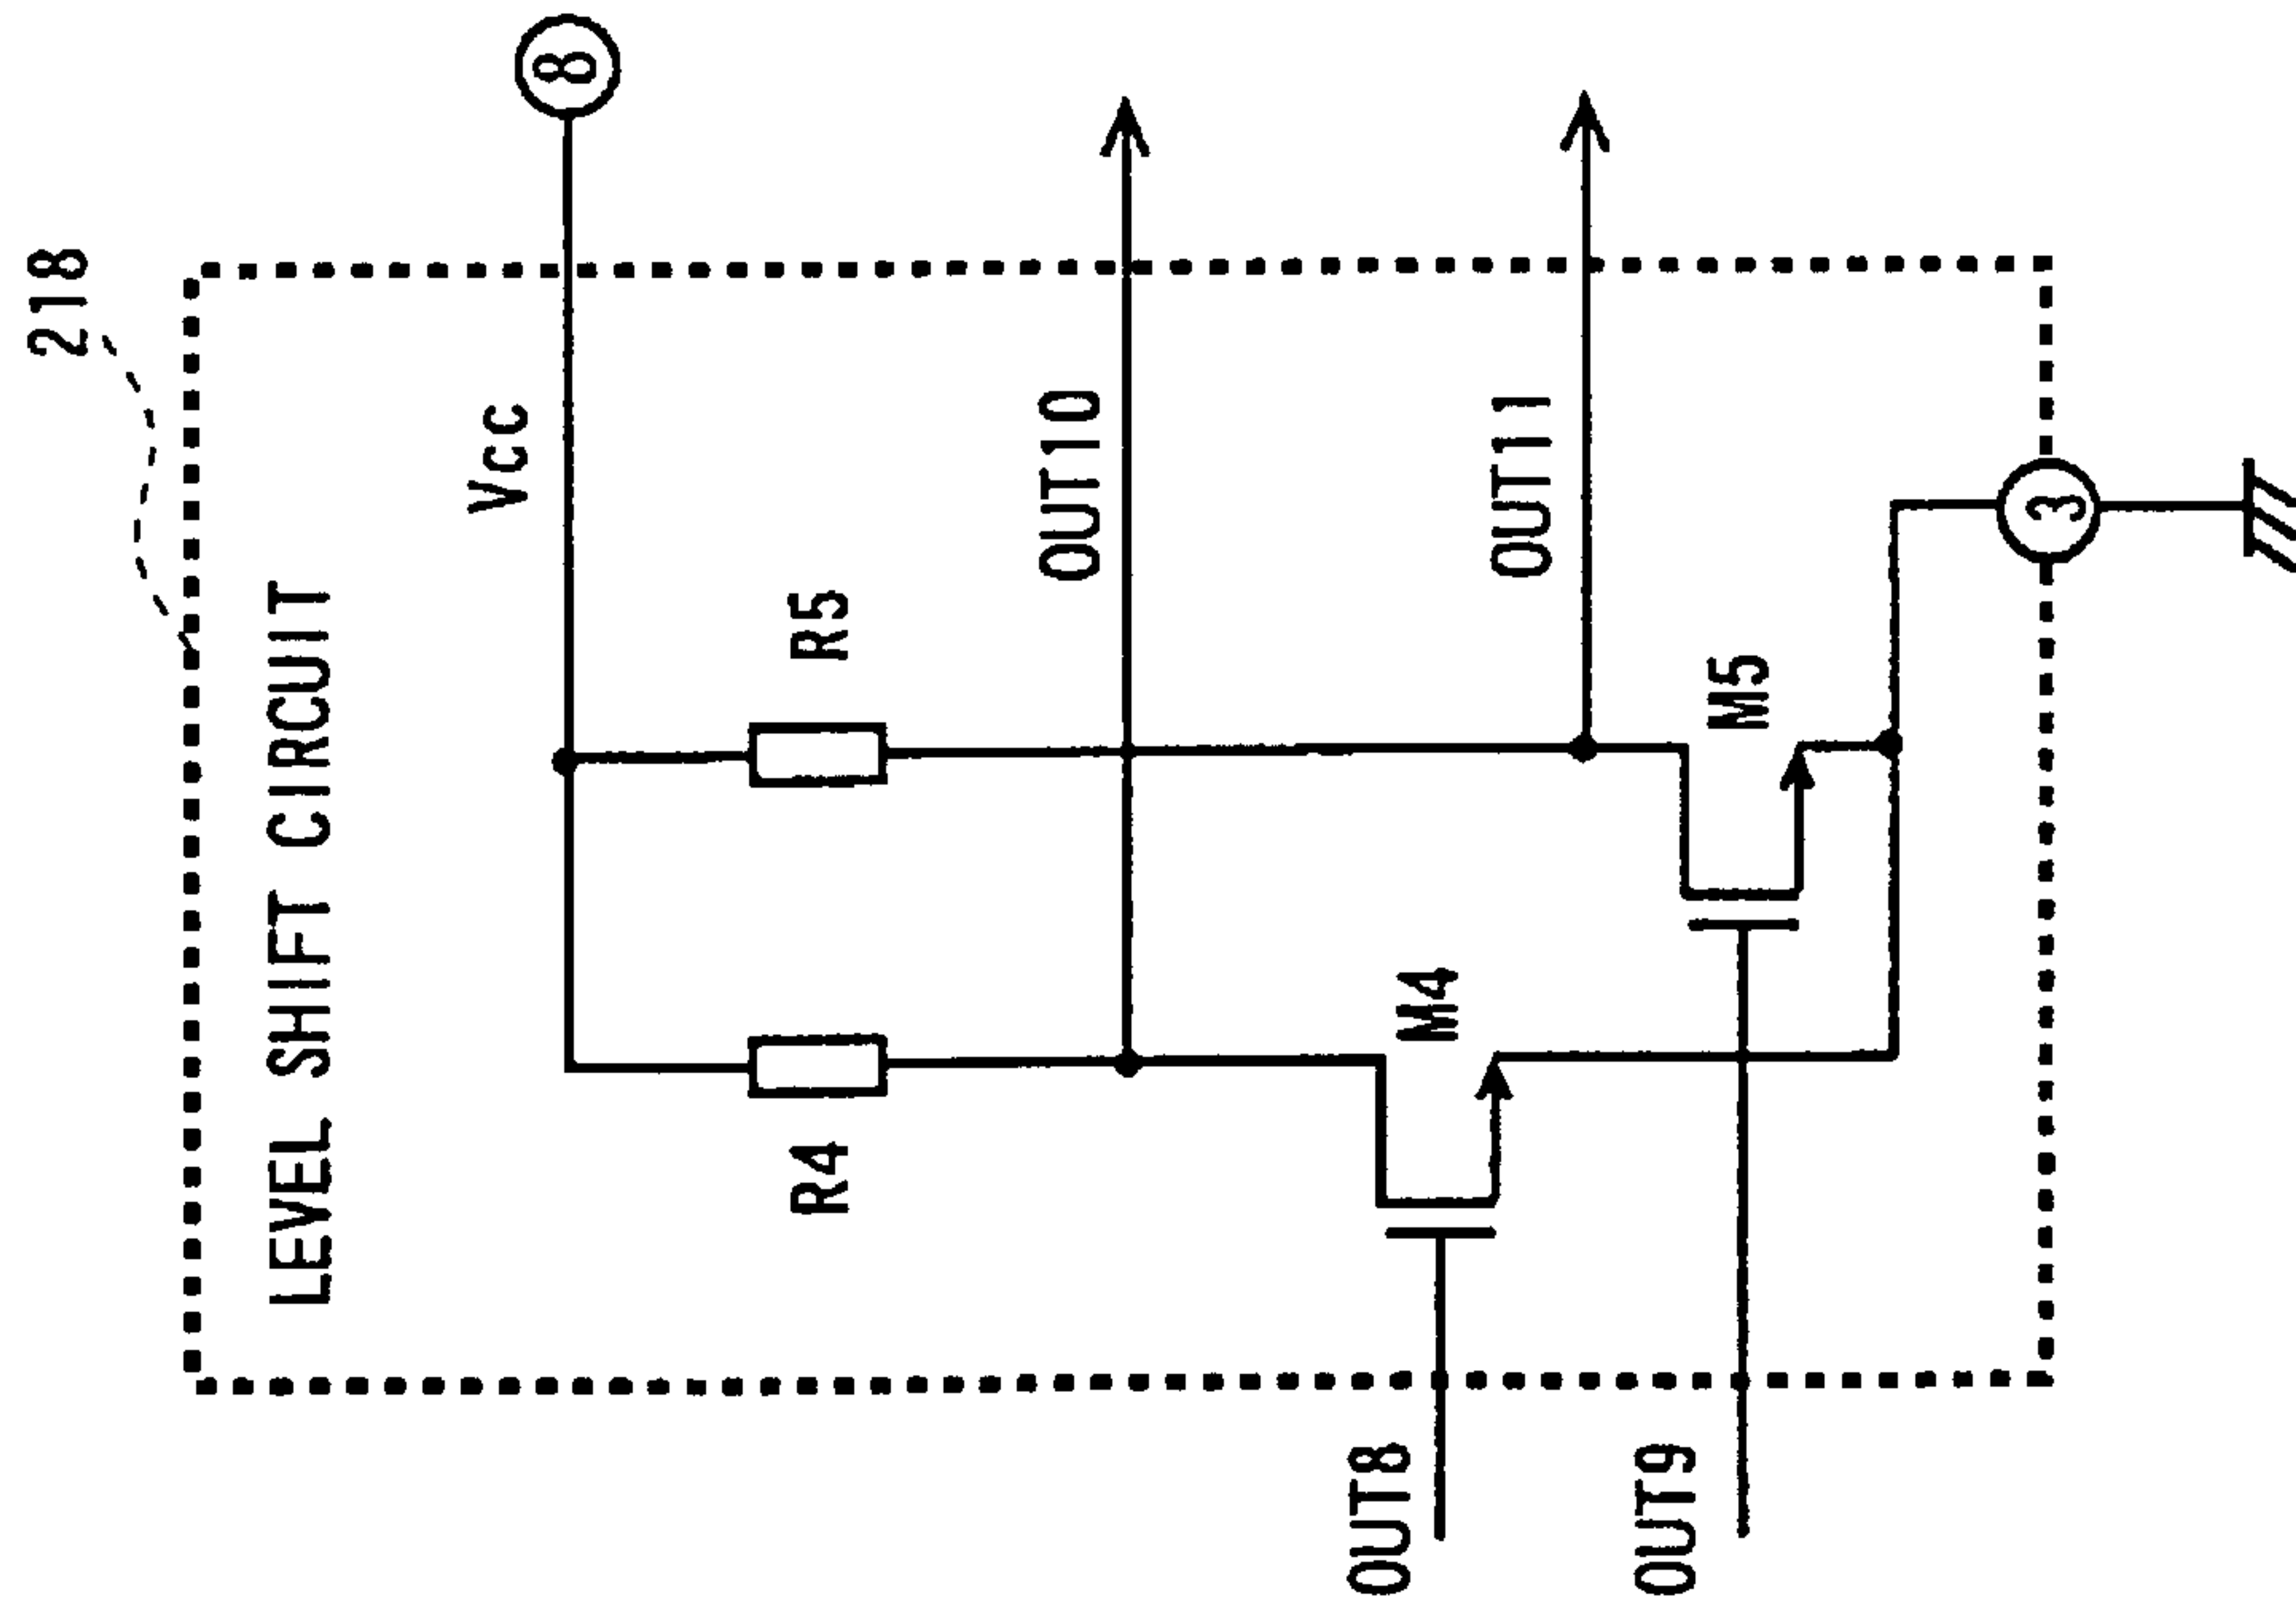 218
LEVEL SHIFT CIRCUIT
Vcc
8
R4
R5
OUT10
OUT8
M4
OUT11
OUT9
M5
3